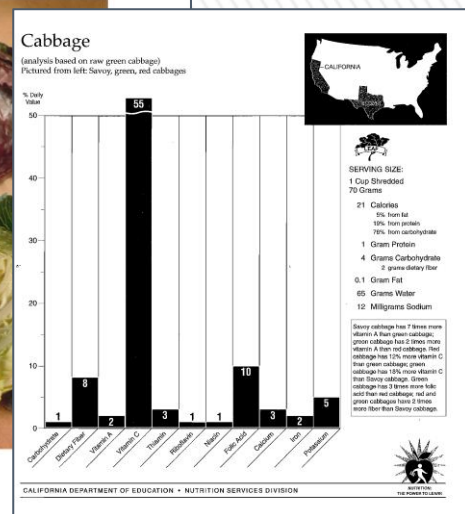 Cabbage
(analysis based on raw green cabbage)
Pictured from left: Savoy, green, red cabbages
% Daily
Value
50
40
30
20
10
0
1
8
2
55
3
1
1
10
3
2
5
Carbohydrate
Dietary Fiber
Vitamin A
Vitamin C
Thiamin
Riboflavin
Niacin
Folic Acid
Calcium
Iron
Potassium
CALIFORNIA
TEXAS
LEAF
SERVING SIZE:
1 Cup Shredded
70 Grams
21 Calories
5% from fat
19% from protein
76% from carbohydrate
1 Gram Protein
4 Grams Carbohydrate
2 grams dietary fiber
0.1 Gram Fat
65 Grams Water
12 Milligrams Sodium
Savoy cabbage has 7 times more
vitamin A than green cabbage;
green cabbage has 2 times more
vitamin A than red cabbage. Red
cabbage has 12% more vitamin C
than green cabbage; green
cabbage has 18% more vitamin C
than Savoy cabbage. Green
cabbage has 3 times more folic
acid than red cabbage; red and
green cabbages have 2 times
more fiber than Savoy cabbage.
NUTRITION:
THE POWER TO LEARN
CALIFORNIA DEPARTMENT OF EDUCATION • NUTRITION SERVICES DIVISION